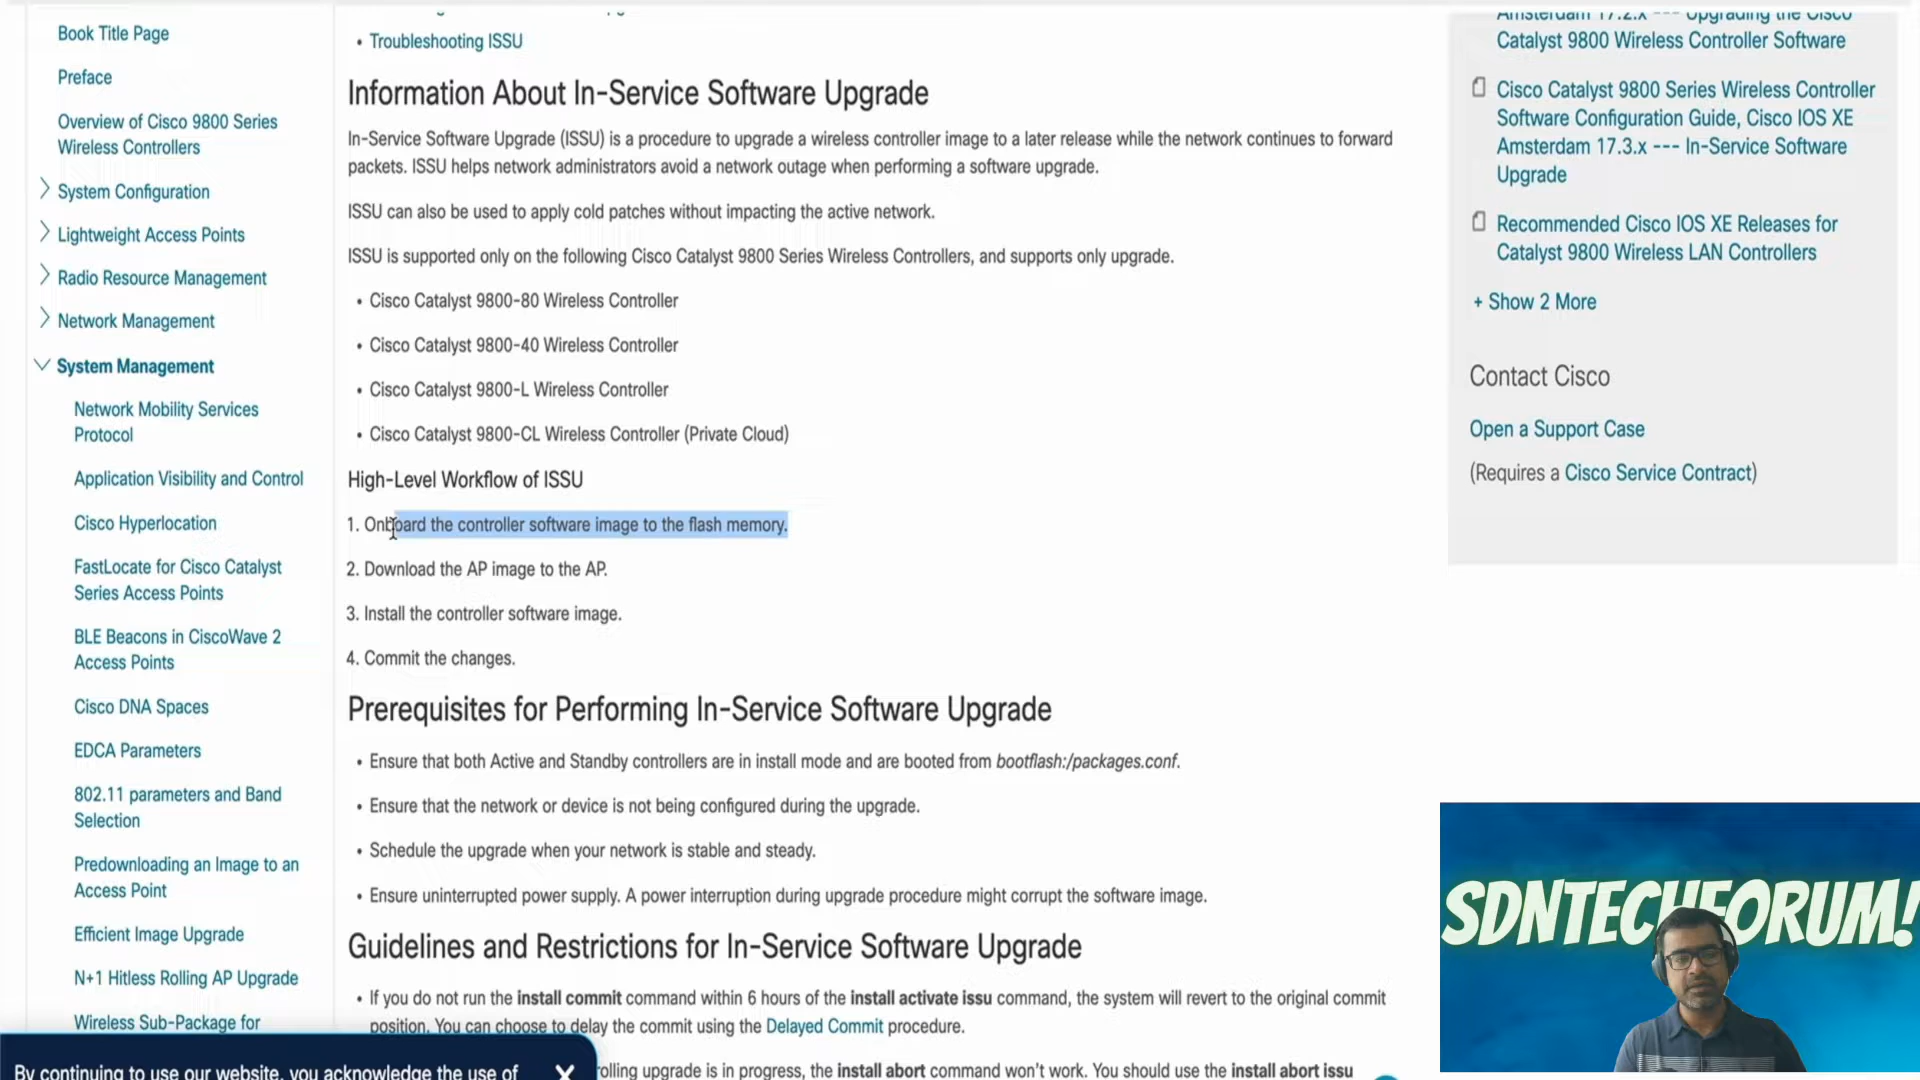 Book Title Page
Preface
Overview of Cisco 9800 Series
Wireless Controllers
System Configuration
Lightweight Access Points
Radio Resource Management
Network Management
System Management
Network Mobility Services
Protocol
Application Visibility and Control
Cisco Hyperlocation
FastLocate for Cisco Catalyst
Series Access Points
BLE Beacons in CiscoWave 2
Access Points
Cisco DNA Spaces
EDCA Parameters
802.11 parameters and Band
Selection
Predownloading an Image to an
Access Point
Efficient Image Upgrade
N+1 Hitless Rolling AP Upgrade
Wireless Sub-Package for
By continuing to use our website, you acknowledge the use of
• Troubleshooting ISSU
Information About In-Service Software Upgrade
In-Service Software Upgrade (ISSU) is a procedure to upgrade a wireless controller image to a later release while the network continues to forward
packets. ISSU helps network administrators avoid a network outage when performing a software upgrade.
ISSU can also be used to apply cold patches without impacting the active network.
ISSU is supported only on the following Cisco Catalyst 9800 Series Wireless Controllers, and supports only upgrade.
• Cisco Catalyst 9800-80 Wireless Controller
• Cisco Catalyst 9800-40 Wireless Controller
• Cisco Catalyst 9800-L Wireless Controller
• Cisco Catalyst 9800-CL Wireless Controller (Private Cloud)
High-Level Workflow of ISSU
1. Onboard the controller software image to the flash memory.
2. Download the AP image to the AP.
3. Install the controller software image.
4. Commit the changes.
Prerequisites for Performing In-Service Software Upgrade
• Ensure that both Active and Standby controllers are in install mode and are booted from bootflash:/packages.conf.
• Ensure that the network or device is not being configured during the upgrade.
• Schedule the upgrade when your network is stable and steady.
• Ensure uninterrupted power supply. A power interruption during upgrade procedure might corrupt the software image.
Guidelines and Restrictions for In-Service Software Upgrade
• If you do not run the install commit command within 6 hours of the install activate issu command, the system will revert to the original commit
position. You can choose to delay the commit using the Delayed Commit procedure.
olling upgrade is in progress, the install abort command won't work. You should use the install abort issu
Amsterdam 17.2.x --- Upgrading the Cisco
Catalyst 9800 Wireless Controller Software
Cisco Catalyst 9800 Series Wireless Controller
Software Configuration Guide, Cisco IOS XE
Amsterdam 17.3.x --- In-Service Software
Upgrade
Recommended Cisco IOS XE Releases for
Catalyst 9800 Wireless LAN Controllers
+ Show 2 More
Contact Cisco
Open a Support Case
(Requires a Cisco Service Contract)
SDNTECHFORUM!